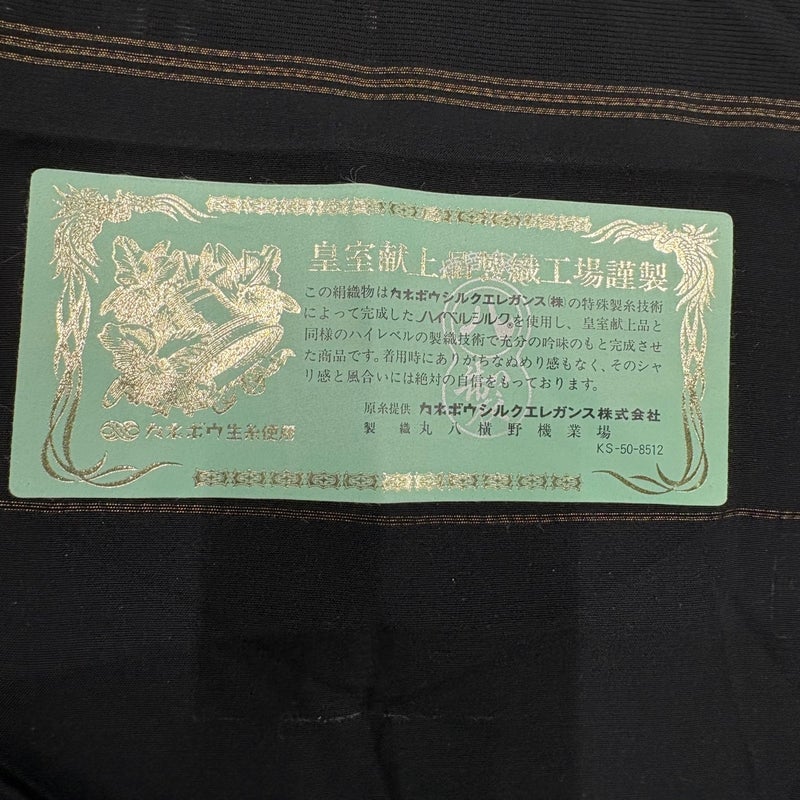 皇室献上品製織工場謹製
この絹織物はカネボウシルクエレガンス(株)の特殊製糸技術
によって完成したハイベルシルク®を使用し、皇室献上品と
同様のハイレベルの製織技術で充分の吟味のもと完成させ
た商品です。着用時にありがちなぬめり感もなく、そのシャ
リ感と風合いには絶対の自信をもっております。
原糸提供 カネボウシルクエレガンス株式会社
製織 丸八横野機業場
KS-50-8512
カネボウ生糸使用